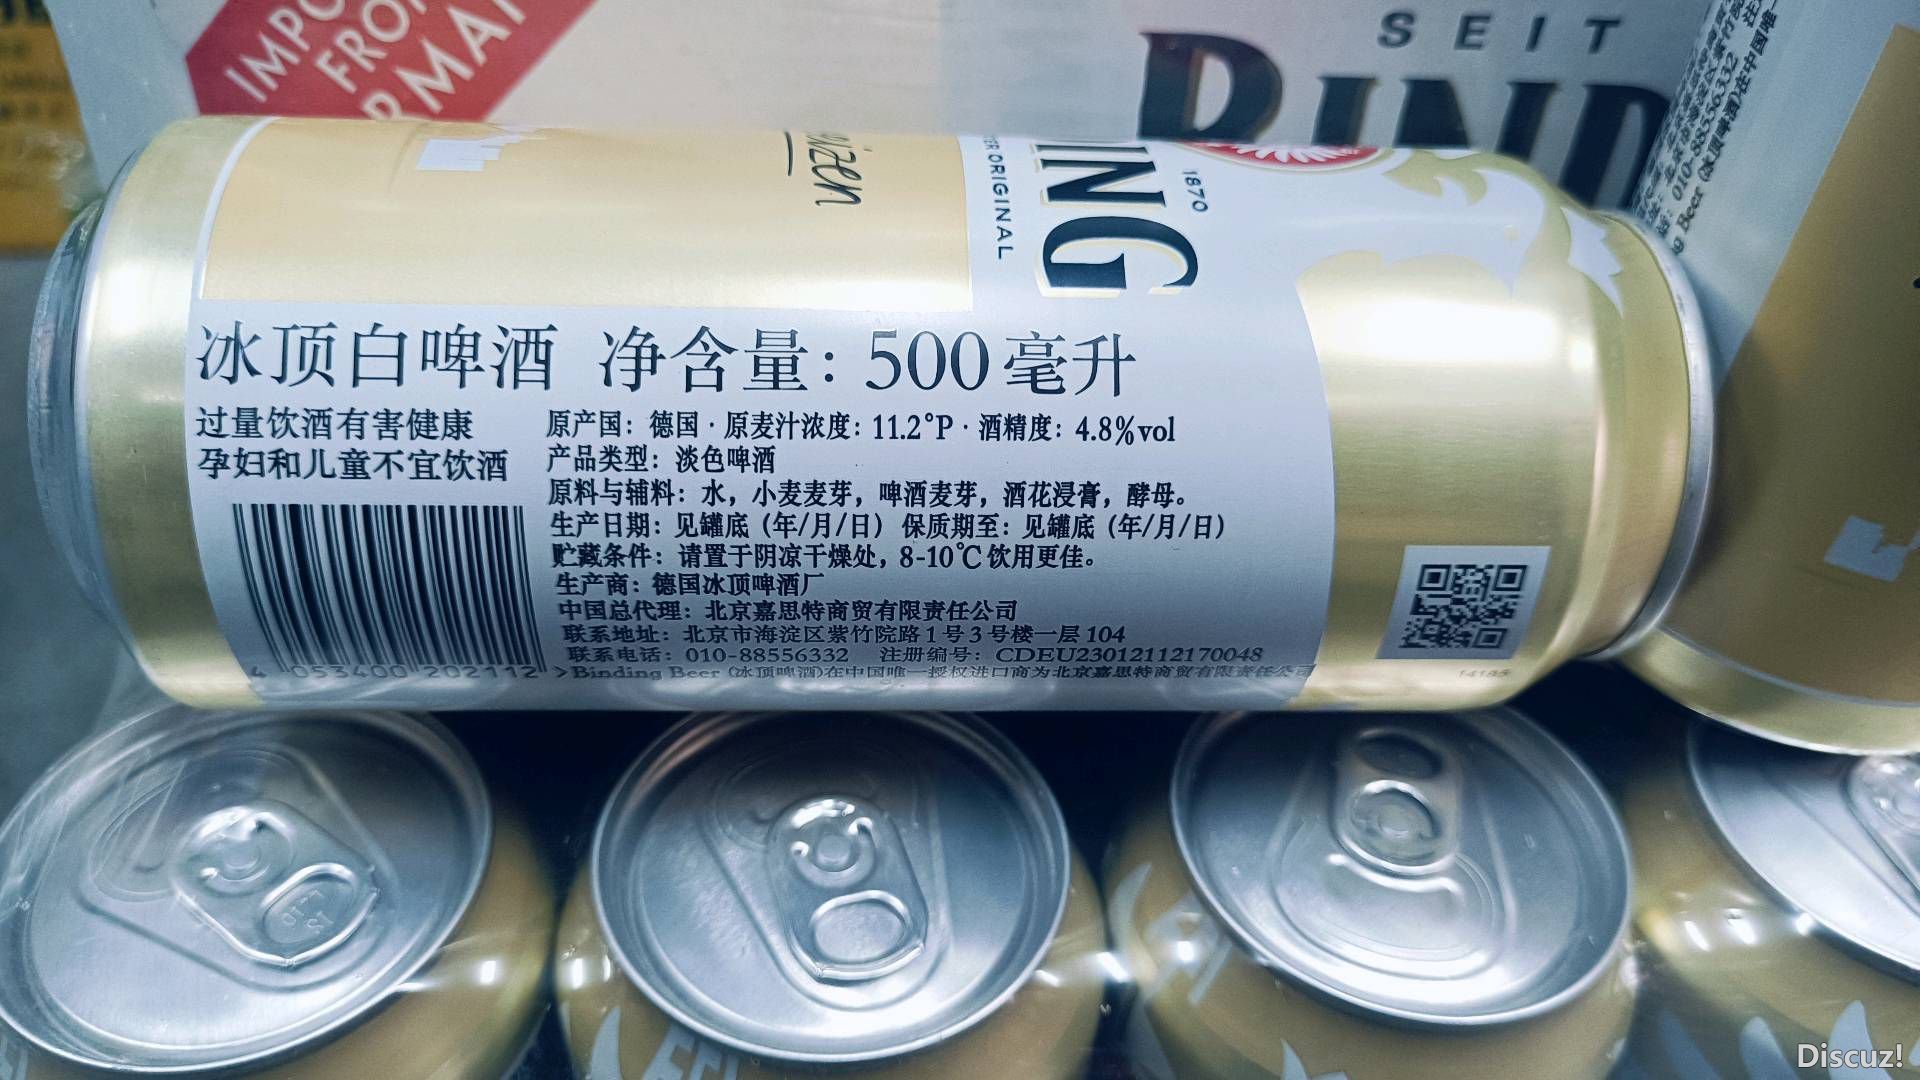 SEIT
1870
ORIGINAL
冰顶白啤酒 净含量：500毫升
过量饮酒有害健康
孕妇和儿童不宜饮酒
原产国：德国 · 原麦汁浓度：11.2°P · 酒精度：4.8%vol
产品类型：淡色啤酒
原料与辅料：水，小麦麦芽，啤酒麦芽，酒花浸膏，酵母。
生产日期：见罐底（年/月/日）保质期至：见罐底（年/月/日）
贮藏条件：请置于阴凉干燥处，8-10℃饮用更佳。
生产商：德国冰顶啤酒厂
中国总代理：北京嘉思特商贸有限责任公司
联系地址：北京市海淀区紫竹院路1号3号楼一层104
联系电话：010-88556332 注册编号：CDEU23012112170048
Binding Beer (冰顶啤酒)在中国唯一授权进口商为北京嘉思特商贸有限责任公司
4 053400 202112 >
14185
Discuz!